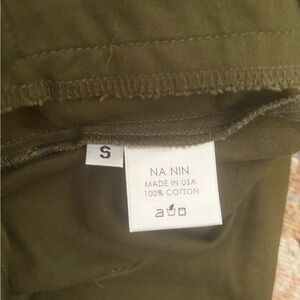 S
NA NIN
MADE IN USA
100% COTTON